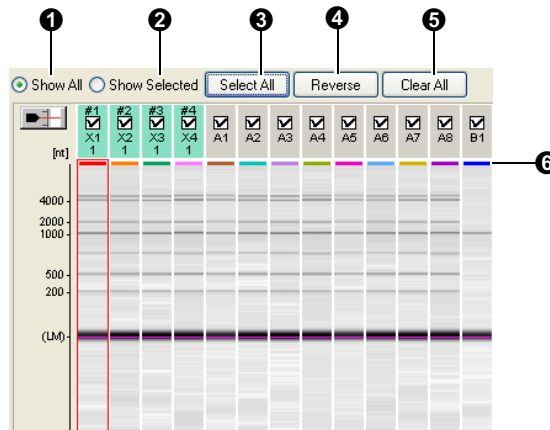 1 2 3 4 5
Show All Show Selected Select All Reverse Clear All
#1 #2 #3 #4
X1 X2 X3 X4 A1 A2 A3 A4 A5 A6 A7 A8 B1
1 1 1 1
[nt]
6
4000
2000
1000
500
200
(LM)